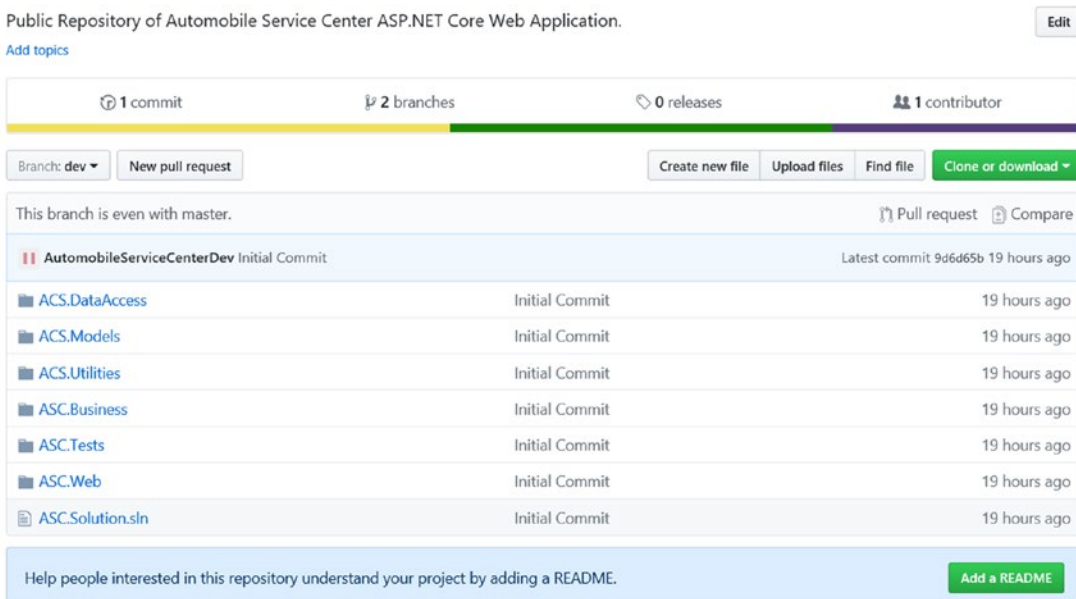 Public Repository of Automobile Service Center ASP.NET Core Web Application.
Edit
Add topics
1 commit 2 branches 0 releases 1 contributor
Branch: dev New pull request Create new file Upload files Find file Clone or download
This branch is even with master. Pull request Compare
AutomobileServiceCenterDev Initial Commit Latest commit 9d6d65b 19 hours ago
ACS.DataAccess Initial Commit 19 hours ago
ACS.Models Initial Commit 19 hours ago
ACS.Utilities Initial Commit 19 hours ago
ASC.Business Initial Commit 19 hours ago
ASC.Tests Initial Commit 19 hours ago
ASC.Web Initial Commit 19 hours ago
ASC.Solution.sln Initial Commit 19 hours ago
Help people interested in this repository understand your project by adding a README. Add a README